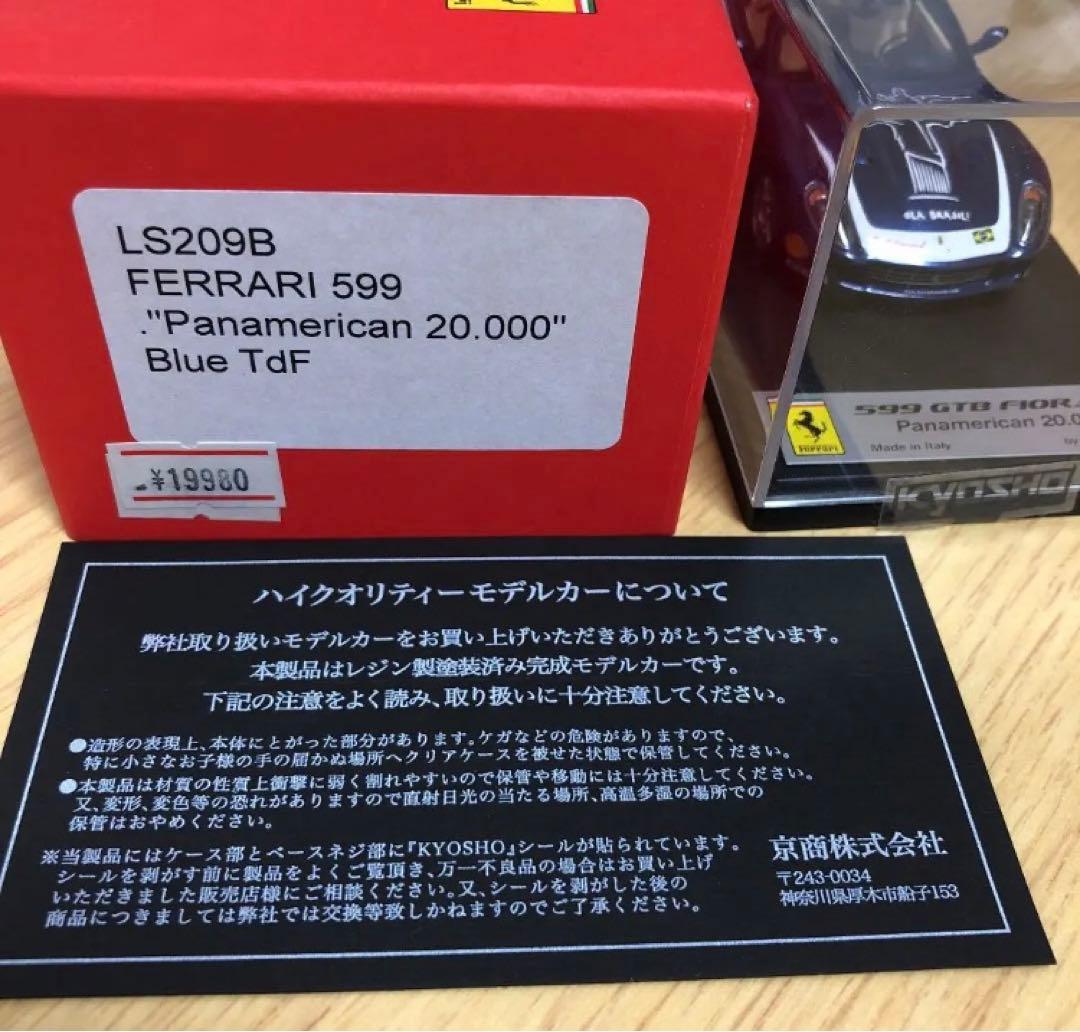 LS209B
FERRARI 599
."Panamerican 20.000"
Blue TdF
¥19980
OLA BRASIL!
599 GTB FIOR
Panamerican 20.0
Ferrari
Made in Italy
by
KYOSHO
ハイクオリティーモデルカーについて
弊社取り扱いモデルカーをお買い上げいただきありがとうございます。
本製品はレジン製塗装済み完成モデルカーです。
下記の注意をよく読み、取り扱いに十分注意してください。
●造形の表現上、本体にとがった部分があります。ケガなどの危険がありますので、
特に小さなお子様の手の届かぬ場所へクリアケースを被せた状態で保管してください。
●本製品は材質の性質上衝撃に弱く割れやすいので保管や移動には十分注意してください。
又、変形、変色等の恐れがありますので直射日光の当たる場所、高温多湿の場所での
保管はおやめください。
※当製品にはケース部とベースネジ部に『KYOSHO』シールが貼られています。
シールを剥がす前に製品をよくご覧頂き、万一不良品の場合はお買い上げ
いただきました販売店様にご相談ください。又、シールを剥がした後の
商品につきましては弊社では交換等致しかねますのでご了承ください。
京商株式会社
〒243-0034
神奈川県厚木市船子153